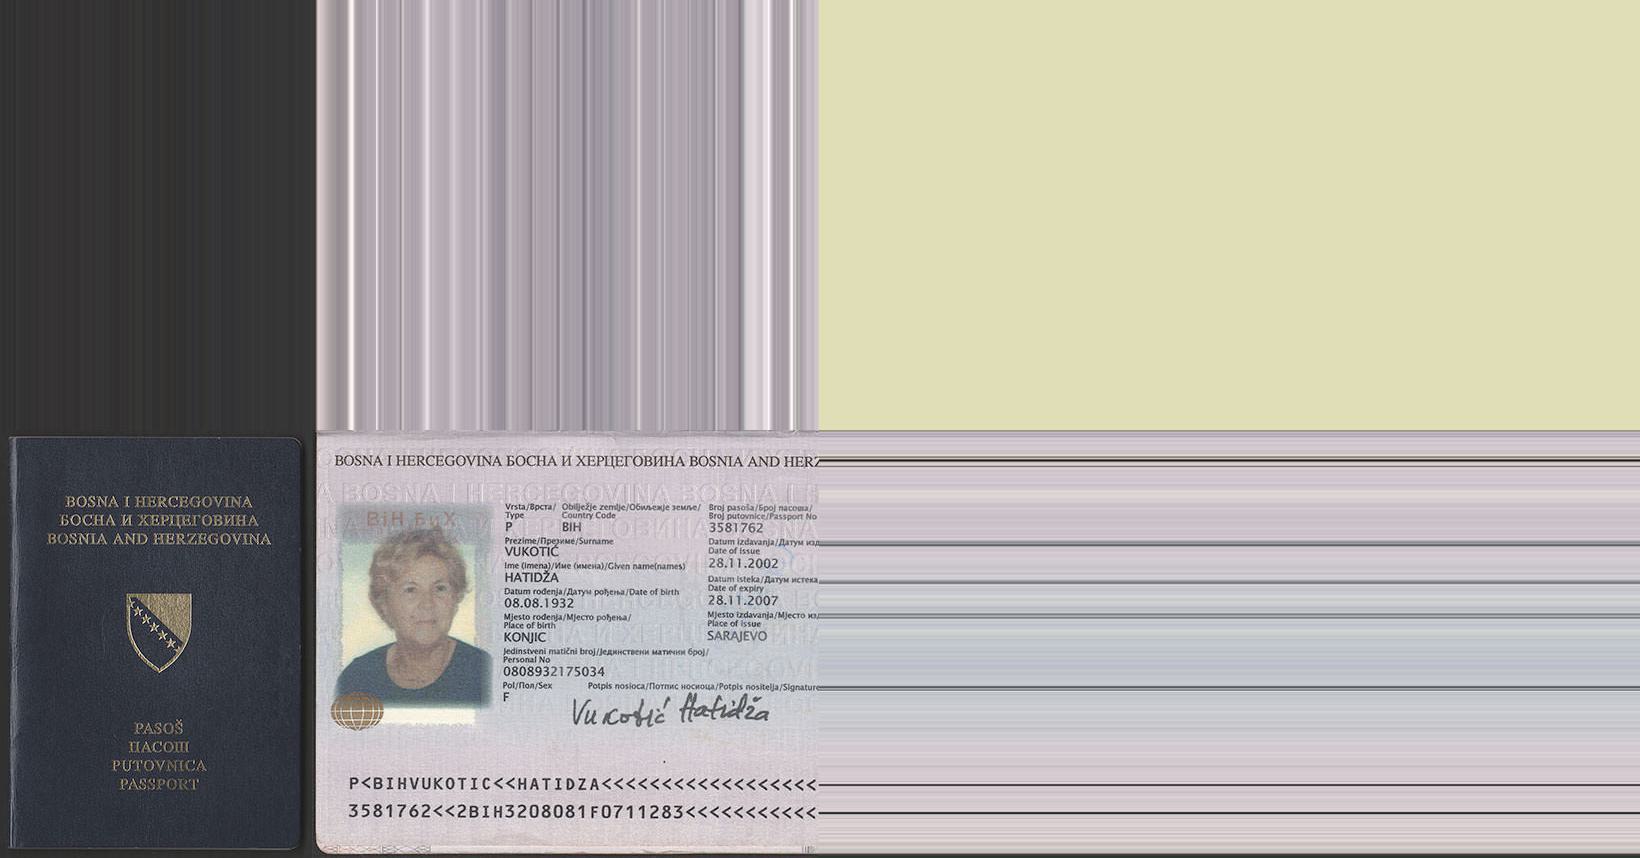 BOSNA I HERCEGOVINA
БОСНА И ХЕРЦЕГОВИНА
BOSNIA AND HERZEGOVINA
PASOŠ
ПАСОШ
PUTOVNICA
PASSPORT
BOSNA I HERCEGOVINA БОСНА И ХЕРЦЕГОВИНА BOSNIA AND HERZ
BOSNA I HERCEGOVINA BOSNA I
BiH БиХ
Vrsta/Врста/ Obilježje zemlje/Обиљежје земље/ Broj pasoša/Број пасоша/
Type Country Code Broj putovnice/Passport No
P BIH 3581762
Prezime/Презиме/Surname Datum izdavanja/Датум изд
VUKOTIĆ Date of issue
28.11.2002
Ime (imena)/Име (имена)/Given name(names)
HATIDŽA Datum isteka/Датум истека
Date of expiry
Datum rođenja/Датум рођења/Date of birth
08.08.1932 28.11.2007
Mjesto rođenja/Мјесто рођења/ Mjesto izdavanja/Мјесто из
Place of birth Place of issue
KONJIC SARAJEVO
Jedinstveni matični broj/Јединствени матични број/
Personal No
0808932175034
Pol/Пол/Sex Potpis nosioca/Потпис носиоца/Potpis nositelja/Signature
F Vukotić Hatidža
P<BIHVUKOTIC<<HATIDZA<<<<<<<<<<<<<<<<<<
3581762<<2BIH3208081F0711283<<<<<<<<<<<